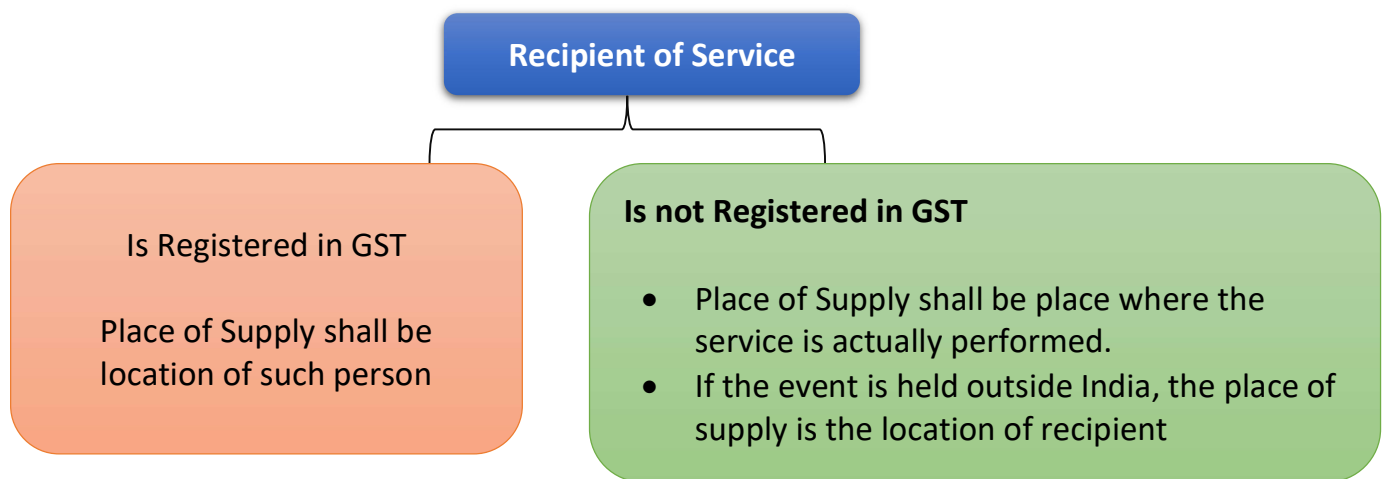 Recipient of Service
Is Registered in GST
Place of Supply shall be
location of such person
Is not Registered in GST
• Place of Supply shall be place where the
service is actually performed.
• If the event is held outside India, the place of
supply is the location of recipient